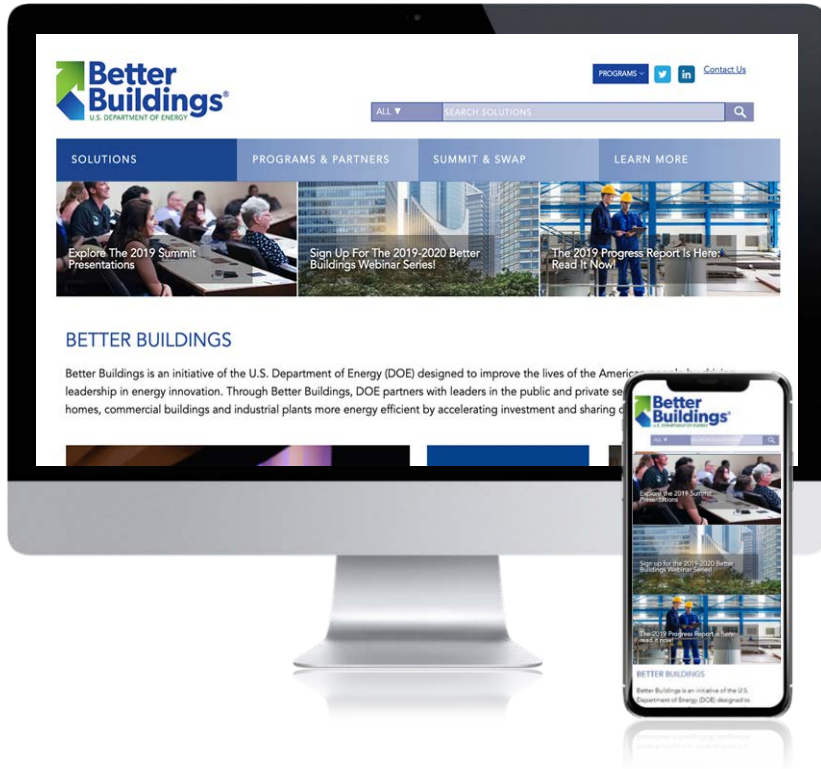 Better
Buildings®
U.S. DEPARTMENT OF ENERGY
PROGRAMS
Contact Us
ALL ▼
SEARCH SOLUTIONS
SOLUTIONS
PROGRAMS & PARTNERS
SUMMIT & SWAP
LEARN MORE
Explore The 2019 Summit
Presentations
Sign Up For The 2019-2020 Better
Buildings Webinar Series!
The 2019 Progress Report Is Here:
Read It Now!
BETTER BUILDINGS
Better Buildings is an initiative of the U.S. Department of Energy (DOE) designed to improve the lives of the
leadership in energy innovation. Through Better Buildings, DOE partners with leaders in the public and private
homes, commercial buildings and industrial plants more energy efficient by accelerating investment and sharing
Better
Buildings®
U.S. DEPARTMENT OF ENERGY
ALL ▼
Explore the 2019 Summit
Presentations
Sign up for the 2019-2020 Better
Buildings Webinar Series!
The 2019 Progress Report is here:
read it now!
BETTER BUILDINGS
Better Buildings is an initiative of the U.S.
Department of Energy (DOE) designed to